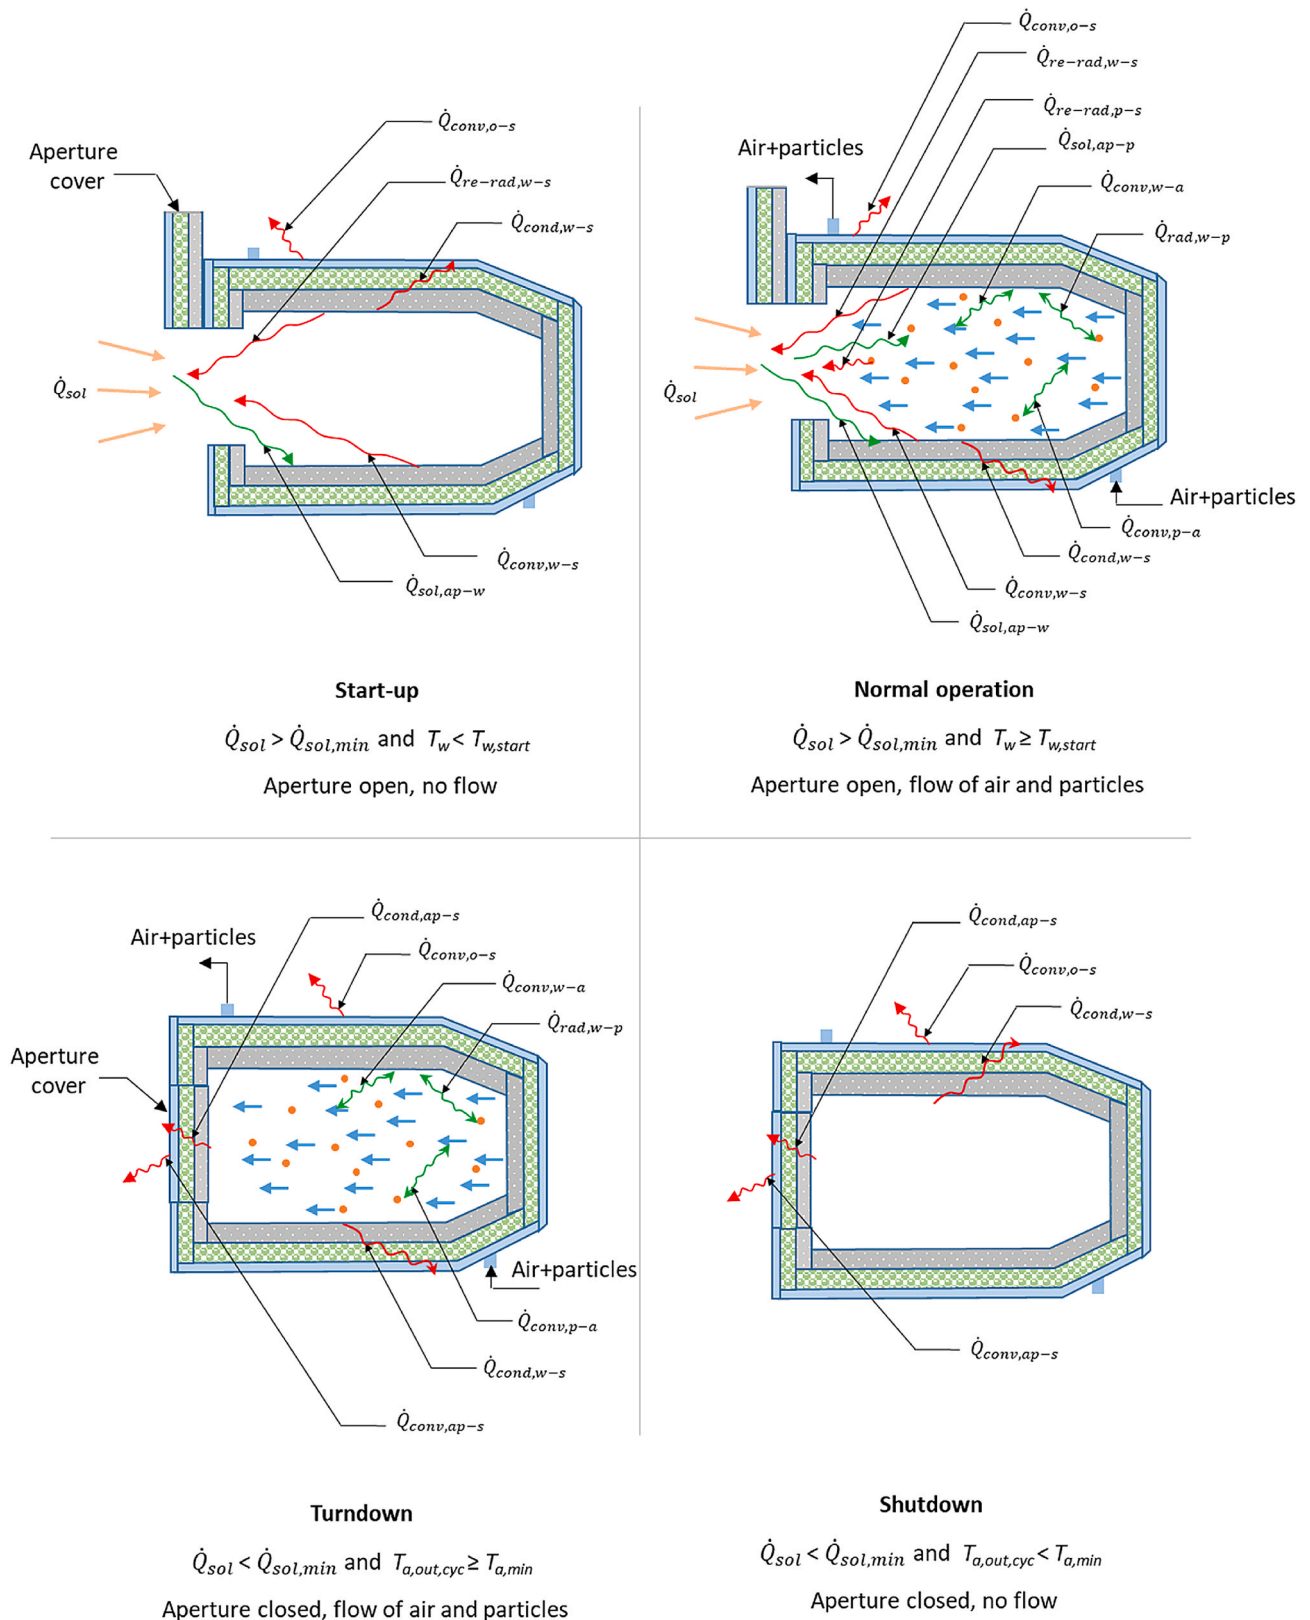 Q̇conv,o−s
Q̇re−rad,w−s
Q̇cond,w−s
Aperture
cover
Q̇sol
Q̇conv,w−s
Q̇sol,ap−w
Start-up
Q̇sol > Q̇sol,min and Tw < Tw,start
Aperture open, no flow
Q̇conv,o−s
Q̇re−rad,w−s
Q̇re−rad,p−s
Q̇sol,ap−p
Q̇conv,w−a
Q̇rad,w−p
Air+particles
Q̇sol
Air+particles
Q̇conv,p−a
Q̇cond,w−s
Q̇conv,w−s
Q̇sol,ap−w
Normal operation
Q̇sol > Q̇sol,min and Tw ≥ Tw,start
Aperture open, flow of air and particles
Q̇cond,ap−s
Air+particles
Q̇conv,o−s
Q̇conv,w−a
Q̇rad,w−p
Aperture
cover
Air+particles
Q̇conv,p−a
Q̇cond,w−s
Q̇conv,ap−s
Turndown
Q̇sol < Q̇sol,min and Ta,out,cyc ≥ Ta,min
Aperture closed, flow of air and particles
Q̇cond,ap−s
Q̇conv,o−s
Q̇cond,w−s
Q̇conv,ap−s
Shutdown
Q̇sol < Q̇sol,min and Ta,out,cyc < Ta,min
Aperture closed, no flow